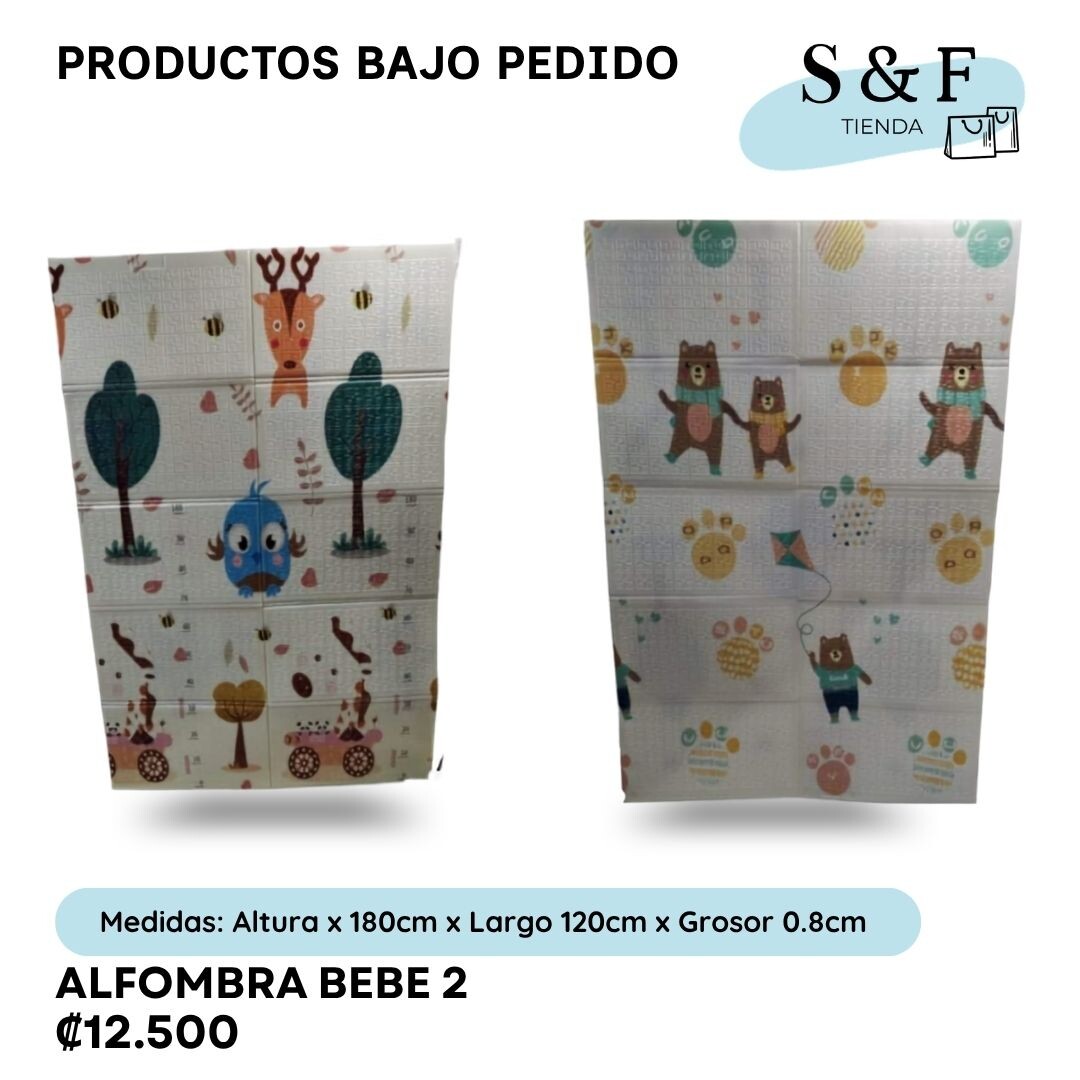 PRODUCTOS BAJO PEDIDO
S & F
TIENDA
Medidas: Altura x 180cm x Largo 120cm x Grosor 0.8cm
ALFOMBRA BEBE 2
₡12.500